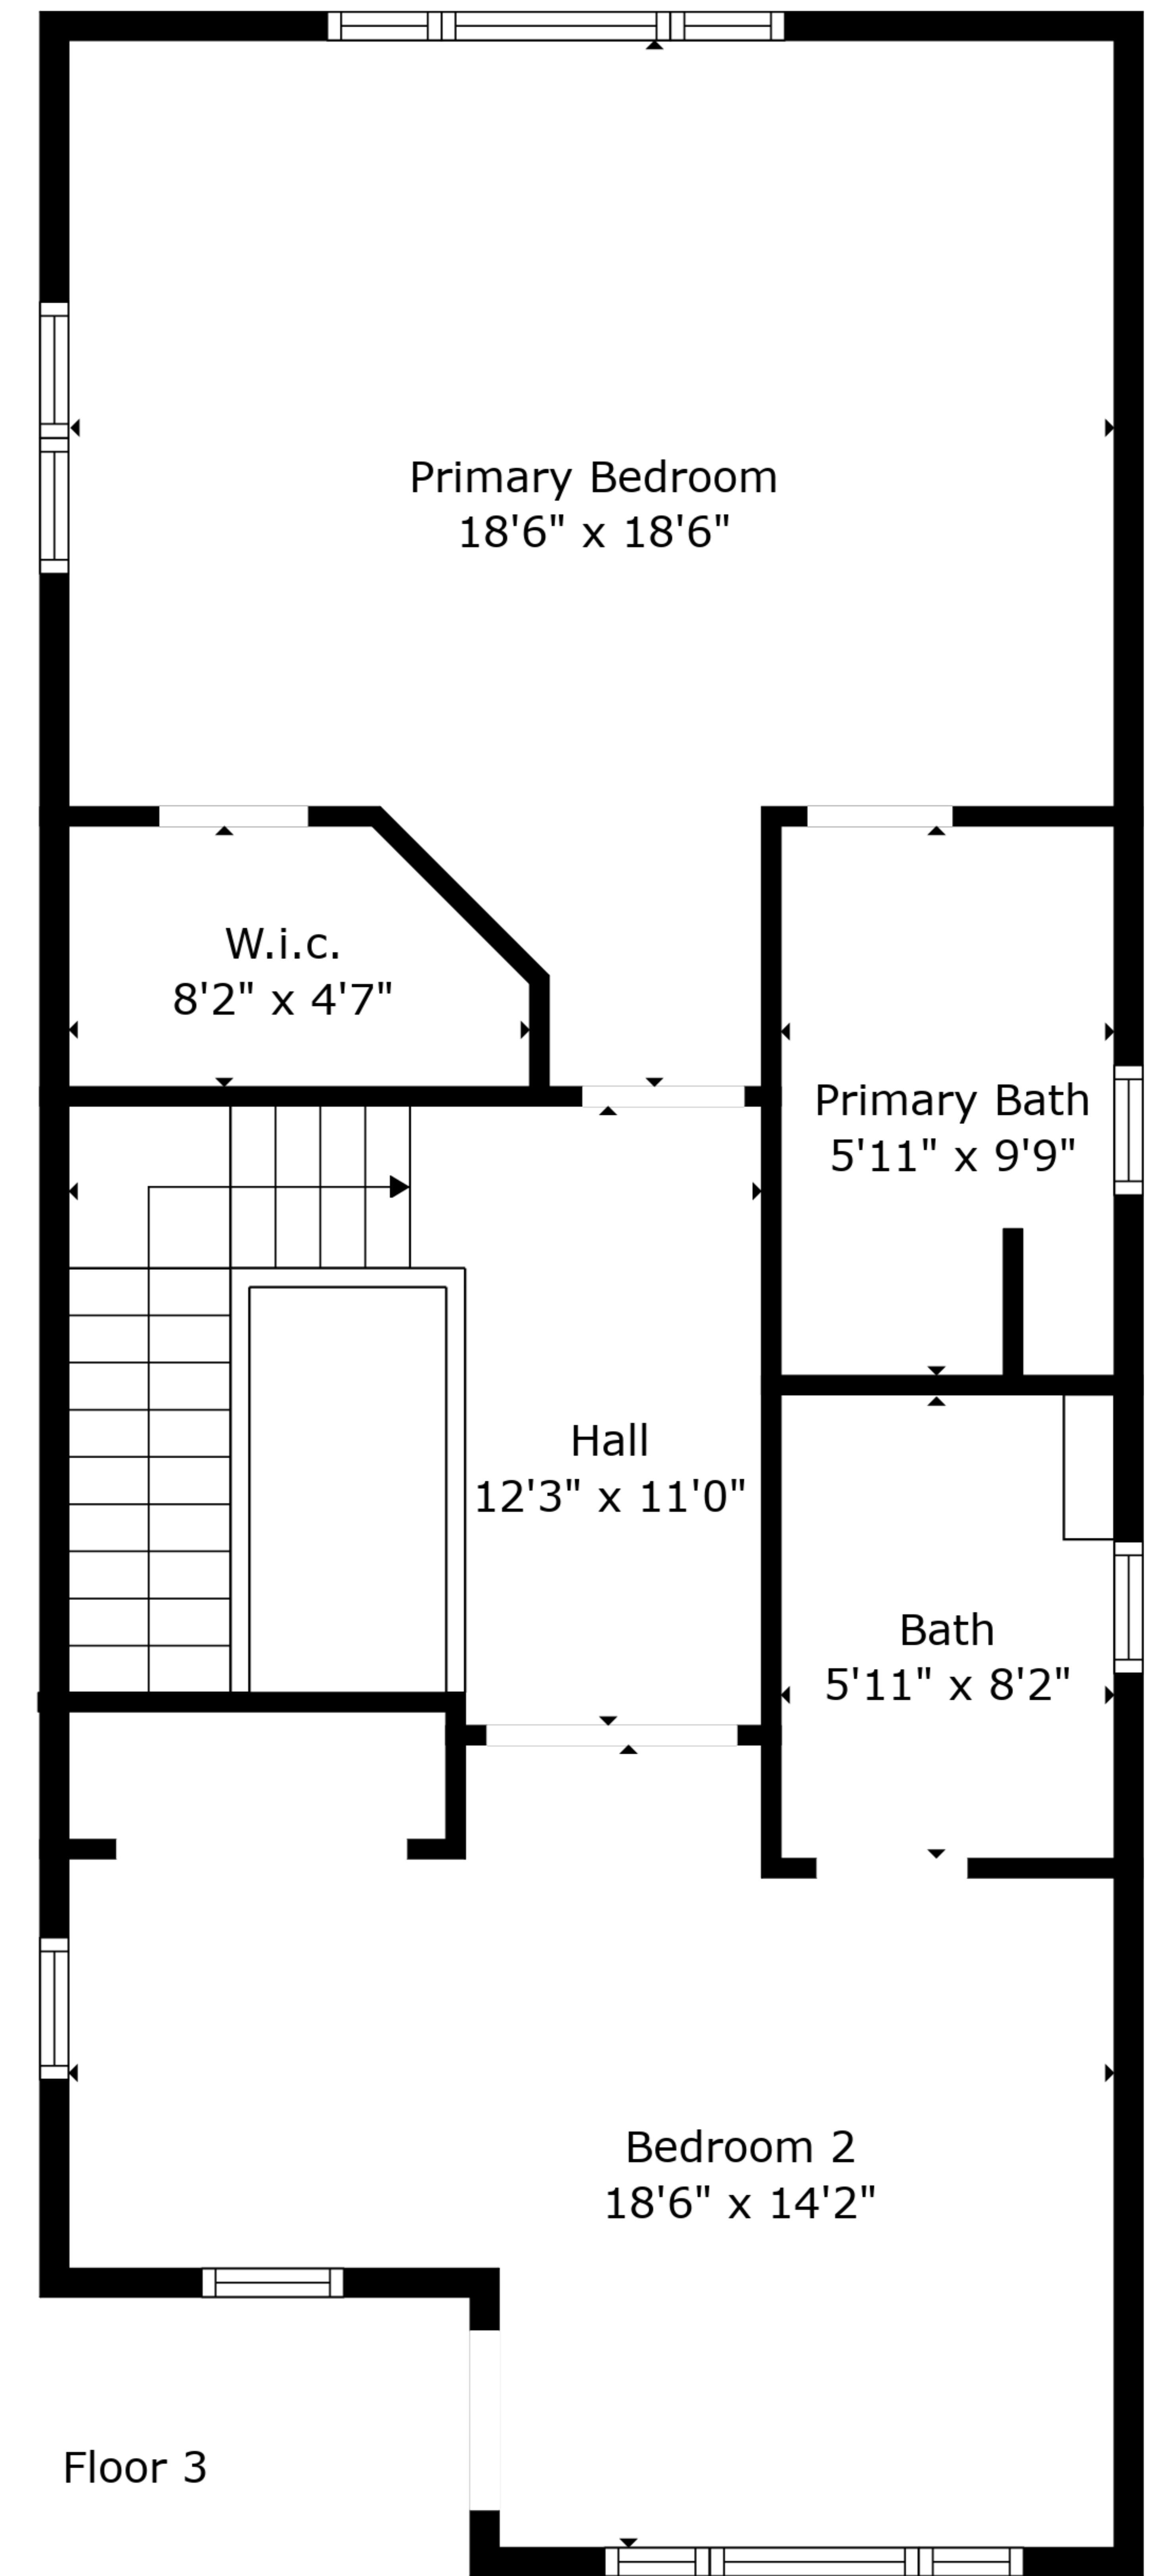 Primary Bedroom
18'6" x 18'6"
W.i.c.
8'2" x 4'7"
Primary Bath
5'11" x 9'9"
Hall
12'3" x 11'0"
Bath
5'11" x 8'2"
Bedroom 2
18'6" x 14'2"
Floor 3